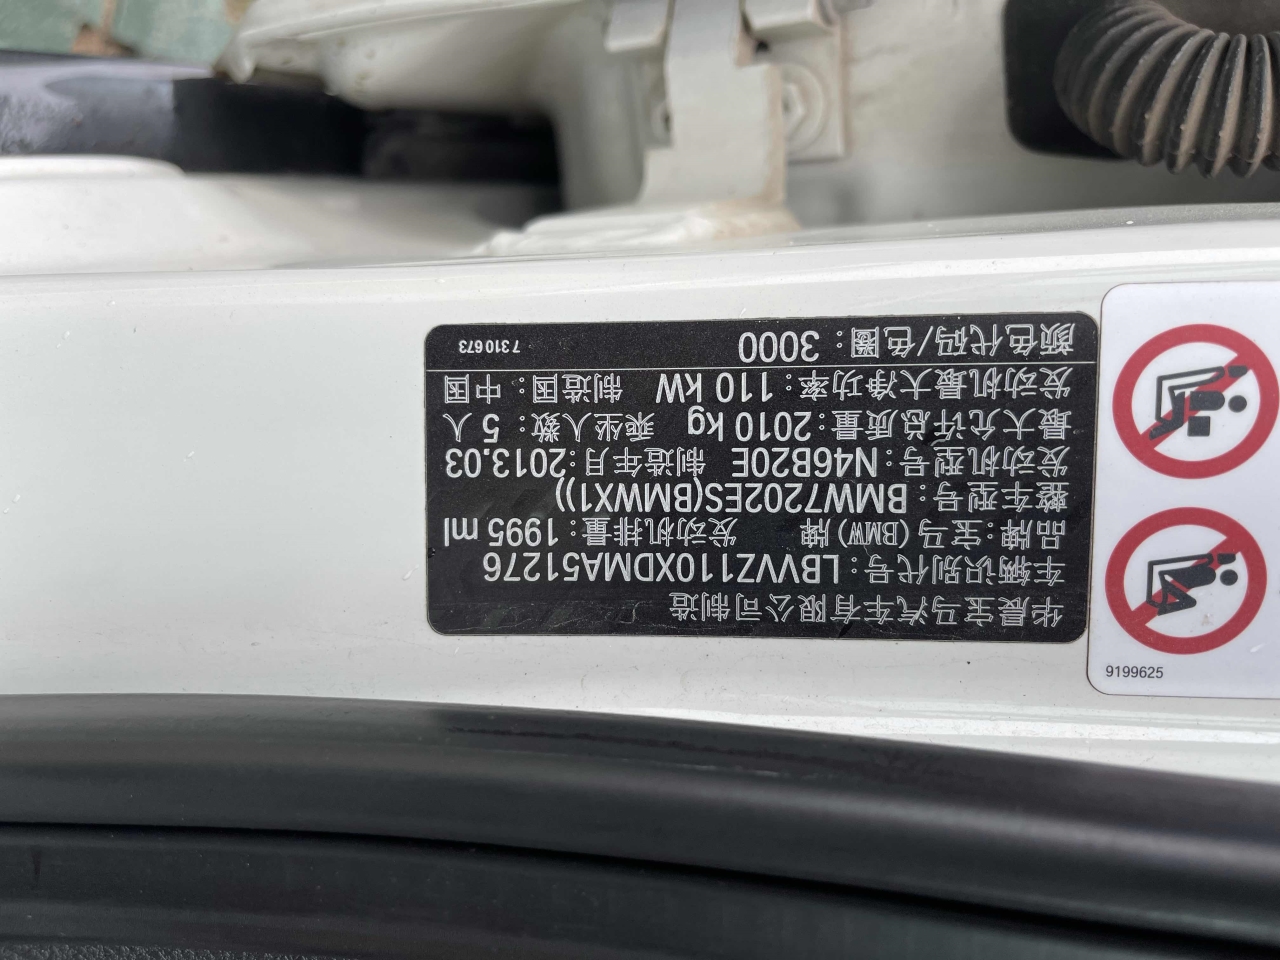 华晨宝马汽车有限公司制造
车辆识别代号：LBVVZ110XDMA51276
品牌：宝马(BMW)牌 发动机排量：1995 ml
整车型号：BMW7202ES(BMWX1))
发动机型号：N46B20E 制造年月：2013.03
最大允许总质量：2010 kg 乘坐人数：5 人
发动机最大净功率：110 kW 制造国：中国
颜色代码/色圈：3000 7310673
9199625